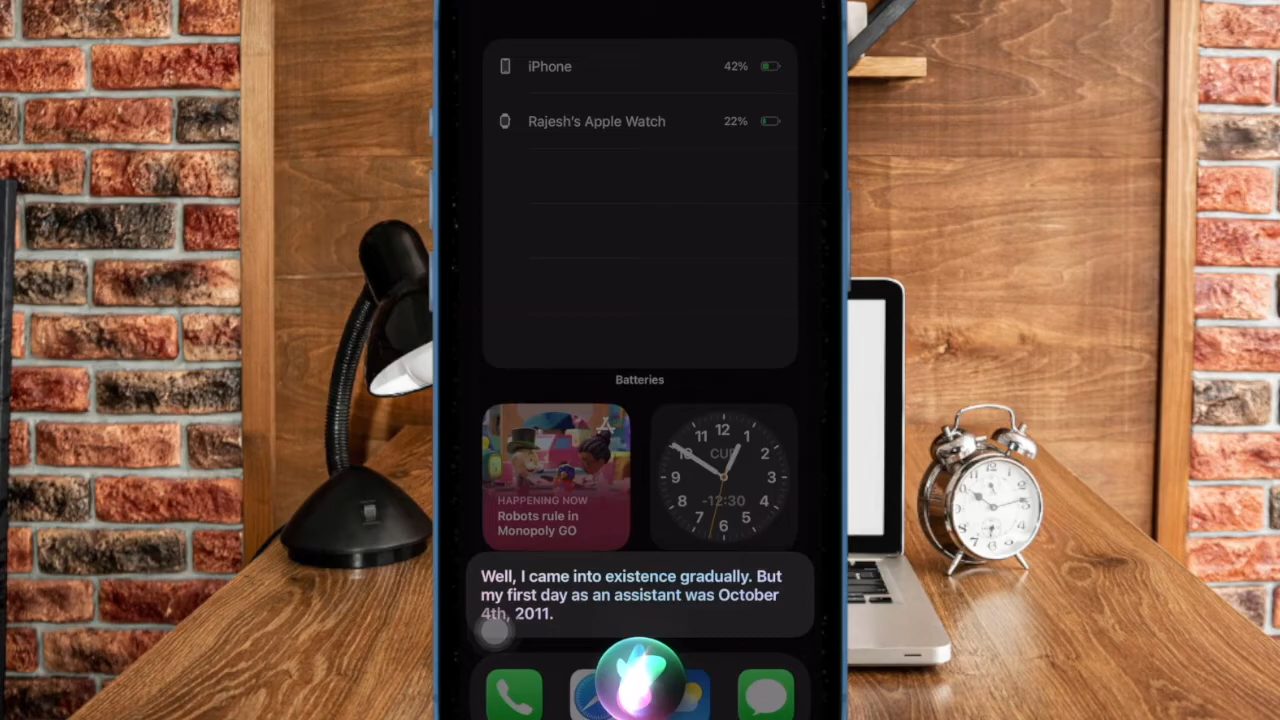 iPhone 42%
Rajesh's Apple Watch 22%
Batteries
HAPPENING NOW
Robots rule in
Monopoly GO
12
11 1
10 CUP 2
9 3
8 -12:30 4
7 5
6
Well, I came into existence gradually. But
my first day as an assistant was October
4th, 2011.